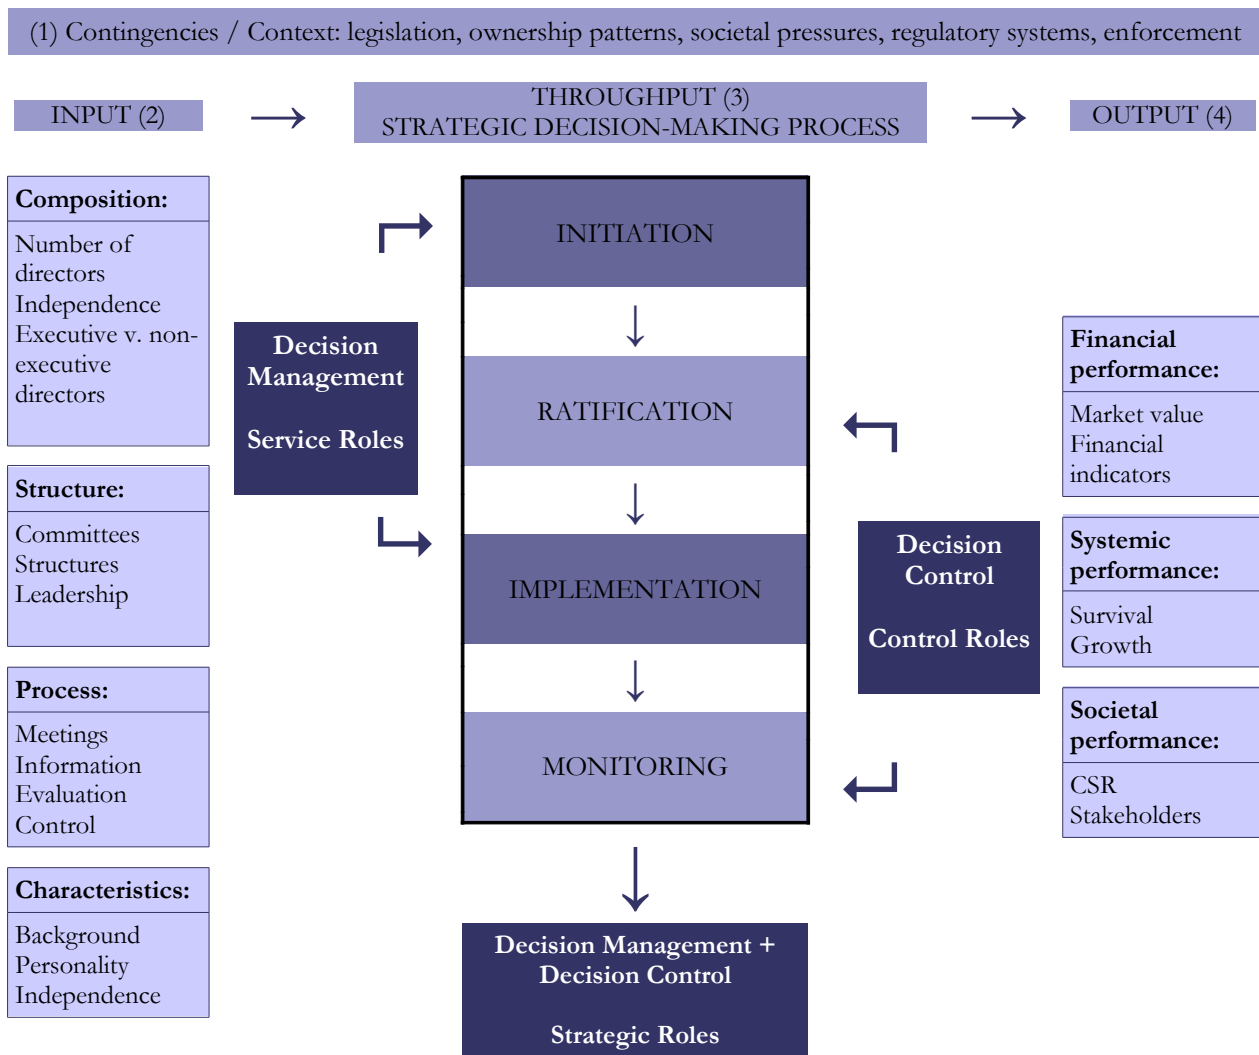 (1) Contingencies / Context: legislation, ownership patterns, societal pressures, regulatory systems, enforcement
INPUT (2)
THROUGHPUT (3)
STRATEGIC DECISION-MAKING PROCESS
OUTPUT (4)
Composition:
Number of
directors
Independence
Executive v. non-
executive
directors
Structure:
Committees
Structures
Leadership
Process:
Meetings
Information
Evaluation
Control
Characteristics:
Background
Personality
Independence
Decision
Management
Service Roles
INITIATION
RATIFICATION
IMPLEMENTATION
MONITORING
Decision Management +
Decision Control
Strategic Roles
Decision
Control
Control Roles
Financial
performance:
Market value
Financial
indicators
Systemic
performance:
Survival
Growth
Societal
performance:
CSR
Stakeholders